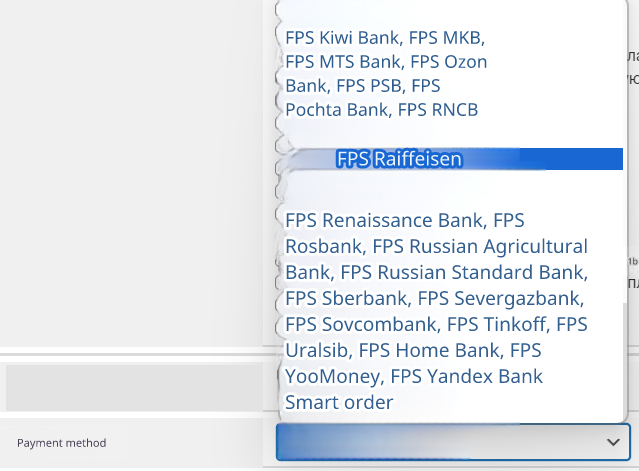 FPS Kiwi Bank, FPS MKB,
FPS MTS Bank, FPS Ozon
Bank, FPS PSB, FPS
Pochta Bank, FPS RNCB
FPS Raiffeisen
FPS Renaissance Bank, FPS
Rosbank, FPS Russian Agricultural
Bank, FPS Russian Standard Bank,
FPS Sberbank, FPS Severgazbank,
FPS Sovcombank, FPS Tinkoff, FPS
Uralsib, FPS Home Bank, FPS
YooMoney, FPS Yandex Bank
Smart order
Payment method